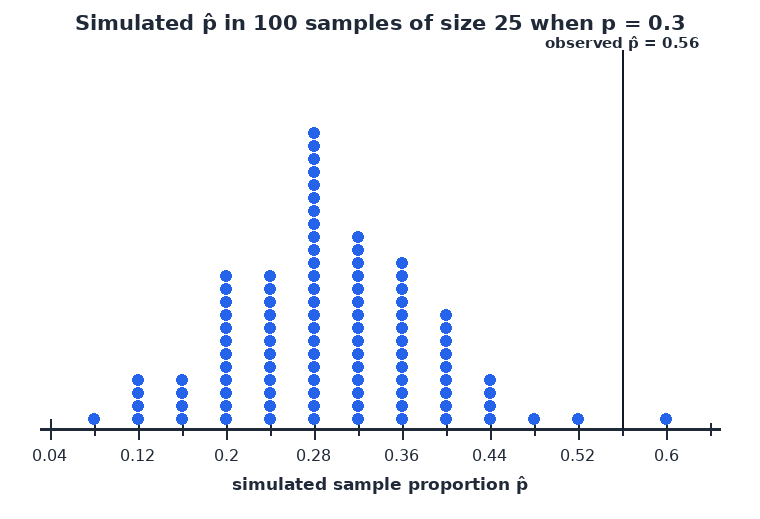 Simulated p̂ in 100 samples of size 25 when p = 0.3
observed p̂ = 0.56
0.04 0.12 0.2 0.28 0.36 0.44 0.52 0.6
simulated sample proportion p̂